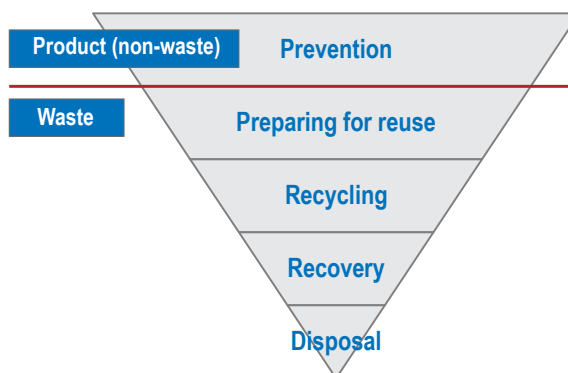 Product (non-waste)
Prevention
Waste
Preparing for reuse
Recycling
Recovery
Disposal